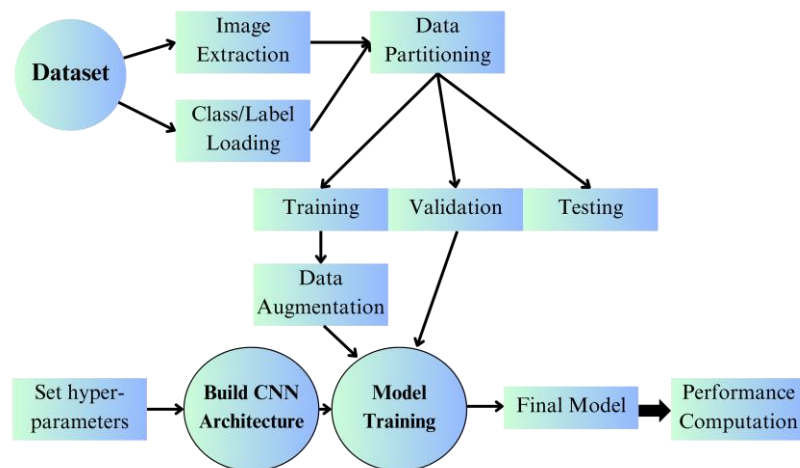 Dataset
Image
Extraction
Class/Label
Loading
Data
Partitioning
Training
Validation
Testing
Data
Augmentation
Set hyper-
parameters
Build CNN
Architecture
Model
Training
Final Model
Performance
Computation